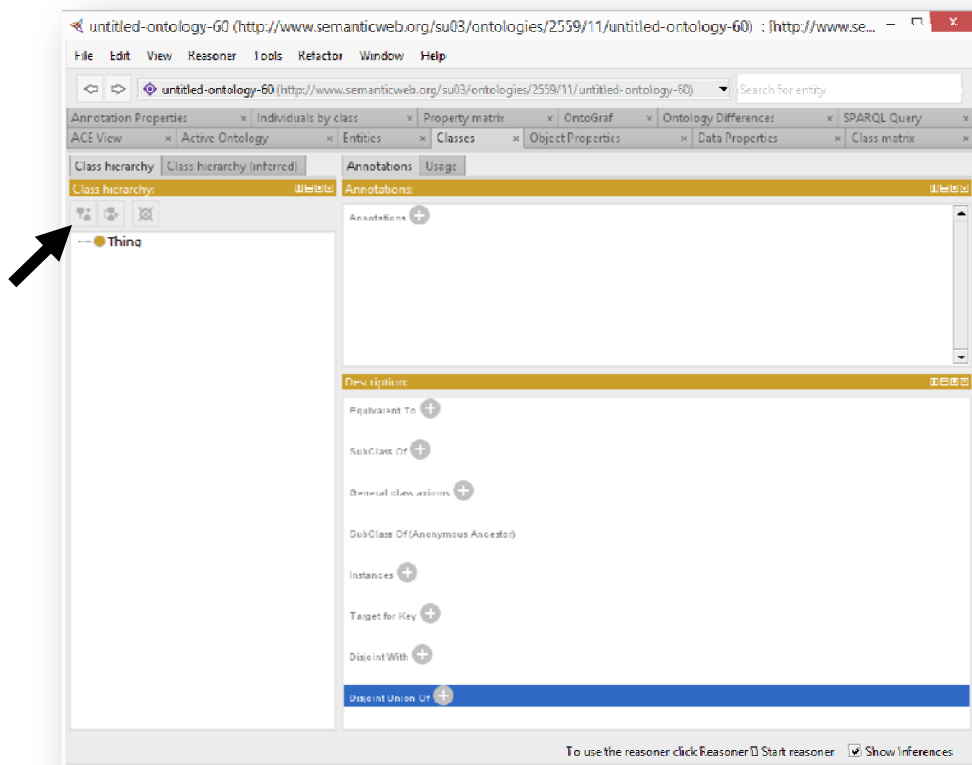 untitled-ontology-60 (http://www.semanticweb.org/su03/ontologies/2559/11/untitled-ontology-60) : [http://www.se...
File Edit View Reasoner Tools Refactor Window Help
untitled-ontology-60 (http://www.semanticweb.org/su03/ontologies/2559/11/untitled-ontology-60) Search for entity
Annotation Properties Individuals by class Property matrix OntoGraf Ontology Differences SPARQL Query
ACE View Active Ontology Entities Classes Object Properties Data Properties Class matrix
Class hierarchy Class hierarchy (inferred) Annotations Usage
Class hierarchy: Annotations:
Annotations
Thing
Description:
Equivalent To
SubClass Of
General class axioms
SubClass Of (Anonymous Ancestor)
Instances
Target for Key
Disjoint With
Disjoint Union Of
To use the reasoner click Reasoner Start reasoner Show Inferences